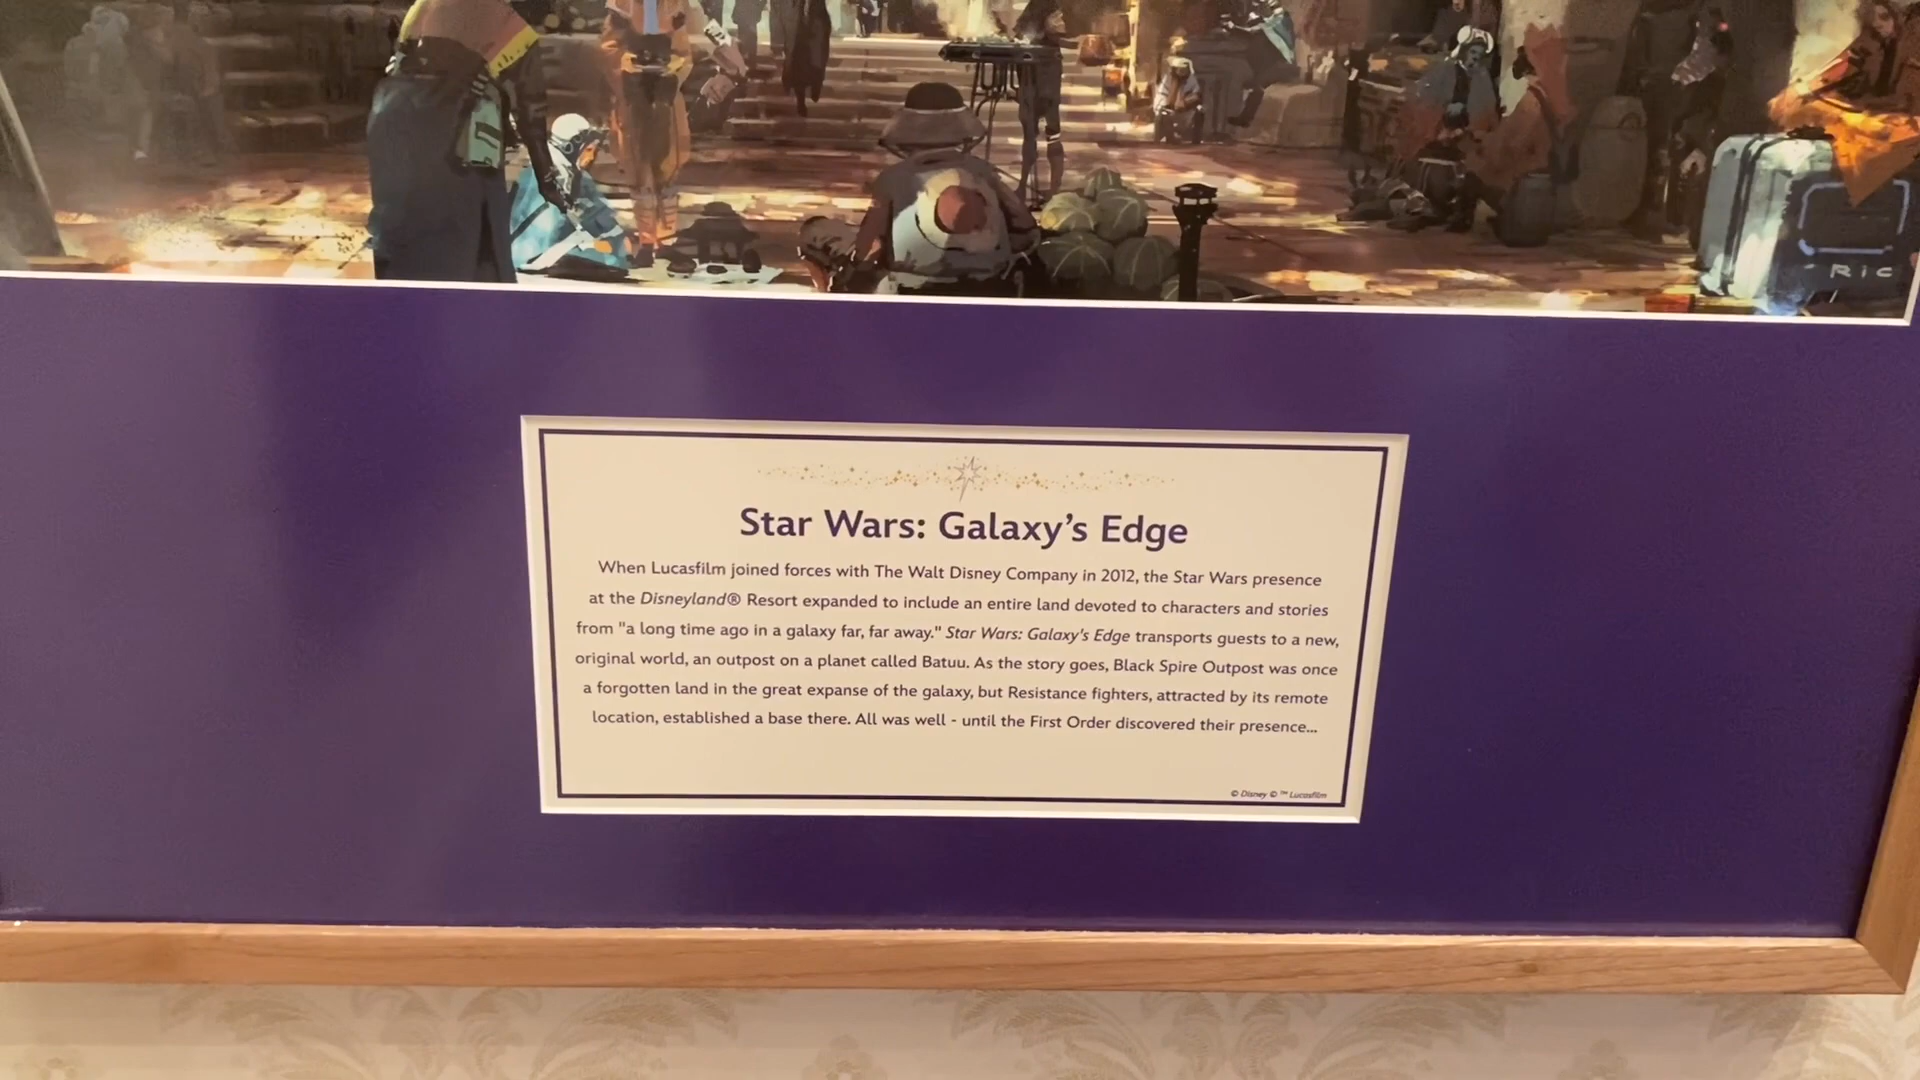 RIC
Star Wars: Galaxy's Edge
When Lucasfilm joined forces with The Walt Disney Company in 2012, the Star Wars presence
at the Disneyland® Resort expanded to include an entire land devoted to characters and stories
from "a long time ago in a galaxy far, far away." Star Wars: Galaxy's Edge transports guests to a new,
original world, an outpost on a planet called Batuu. As the story goes, Black Spire Outpost was once
a forgotten land in the great expanse of the galaxy, but Resistance fighters, attracted by its remote
location, established a base there. All was well - until the First Order discovered their presence...
© Disney © ™ Lucasfilm